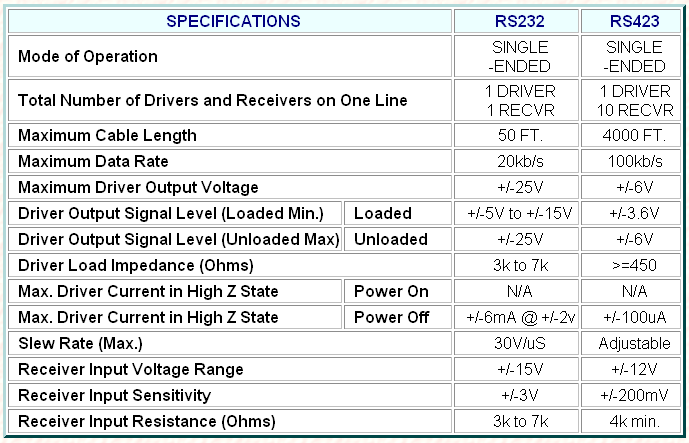 SPECIFICATIONS RS232 RS423
Mode of Operation SINGLE -ENDED SINGLE -ENDED
Total Number of Drivers and Receivers on One Line 1 DRIVER 1 RECVR 1 DRIVER 10 RECVR
Maximum Cable Length 50 FT. 4000 FT.
Maximum Data Rate 20kb/s 100kb/s
Maximum Driver Output Voltage +/-25V +/-6V
Driver Output Signal Level (Loaded Min.) Loaded +/-5V to +/-15V +/-3.6V
Driver Output Signal Level (Unloaded Max) Unloaded +/-25V +/-6V
Driver Load Impedance (Ohms) 3k to 7k >=450
Max. Driver Current in High Z State Power On N/A N/A
Max. Driver Current in High Z State Power Off +/-6mA @ +/-2v +/-100uA
Slew Rate (Max.) 30V/uS Adjustable
Receiver Input Voltage Range +/-15V +/-12V
Receiver Input Sensitivity +/-3V +/-200mV
Receiver Input Resistance (Ohms) 3k to 7k 4k min.